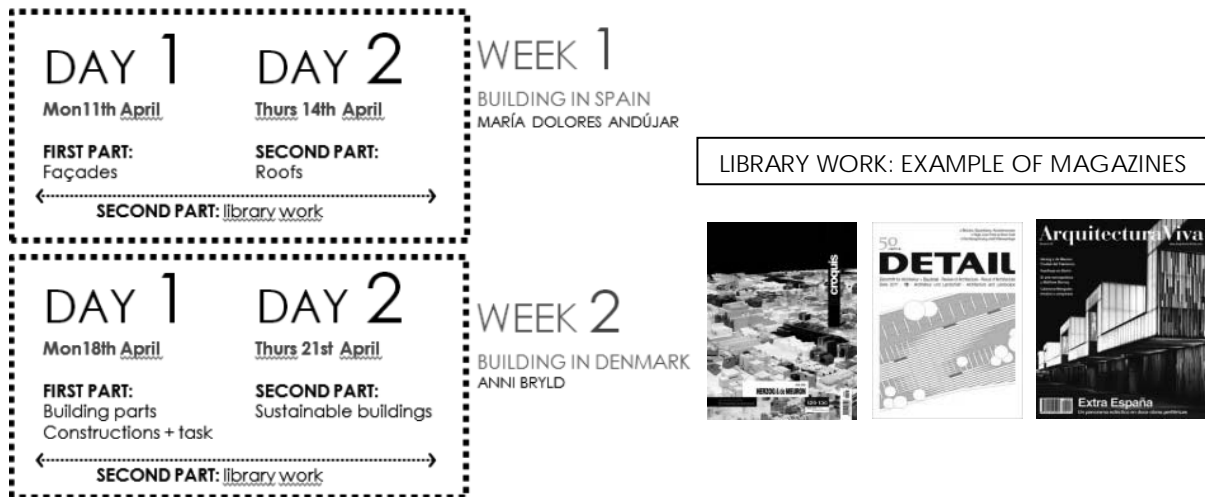 DAY 1
Mon11th April
FIRST PART:
Façades
DAY 2
Thurs 14th April
SECOND PART:
Roofs
SECOND PART: library work
WEEK 1
BUILDING IN SPAIN
MARÍA DOLORES ANDÚJAR
DAY 1
Mon18th April
FIRST PART:
Building parts
Constructions + task
DAY 2
Thurs 21st April
SECOND PART:
Sustainable buildings
SECOND PART: library work
WEEK 2
BUILDING IN DENMARK
ANNI BRYLD
LIBRARY WORK: EXAMPLE OF MAGAZINES
croquis
HERZOG & de MEURON
50
DETAIL
ArquitecturaViva
Extra España